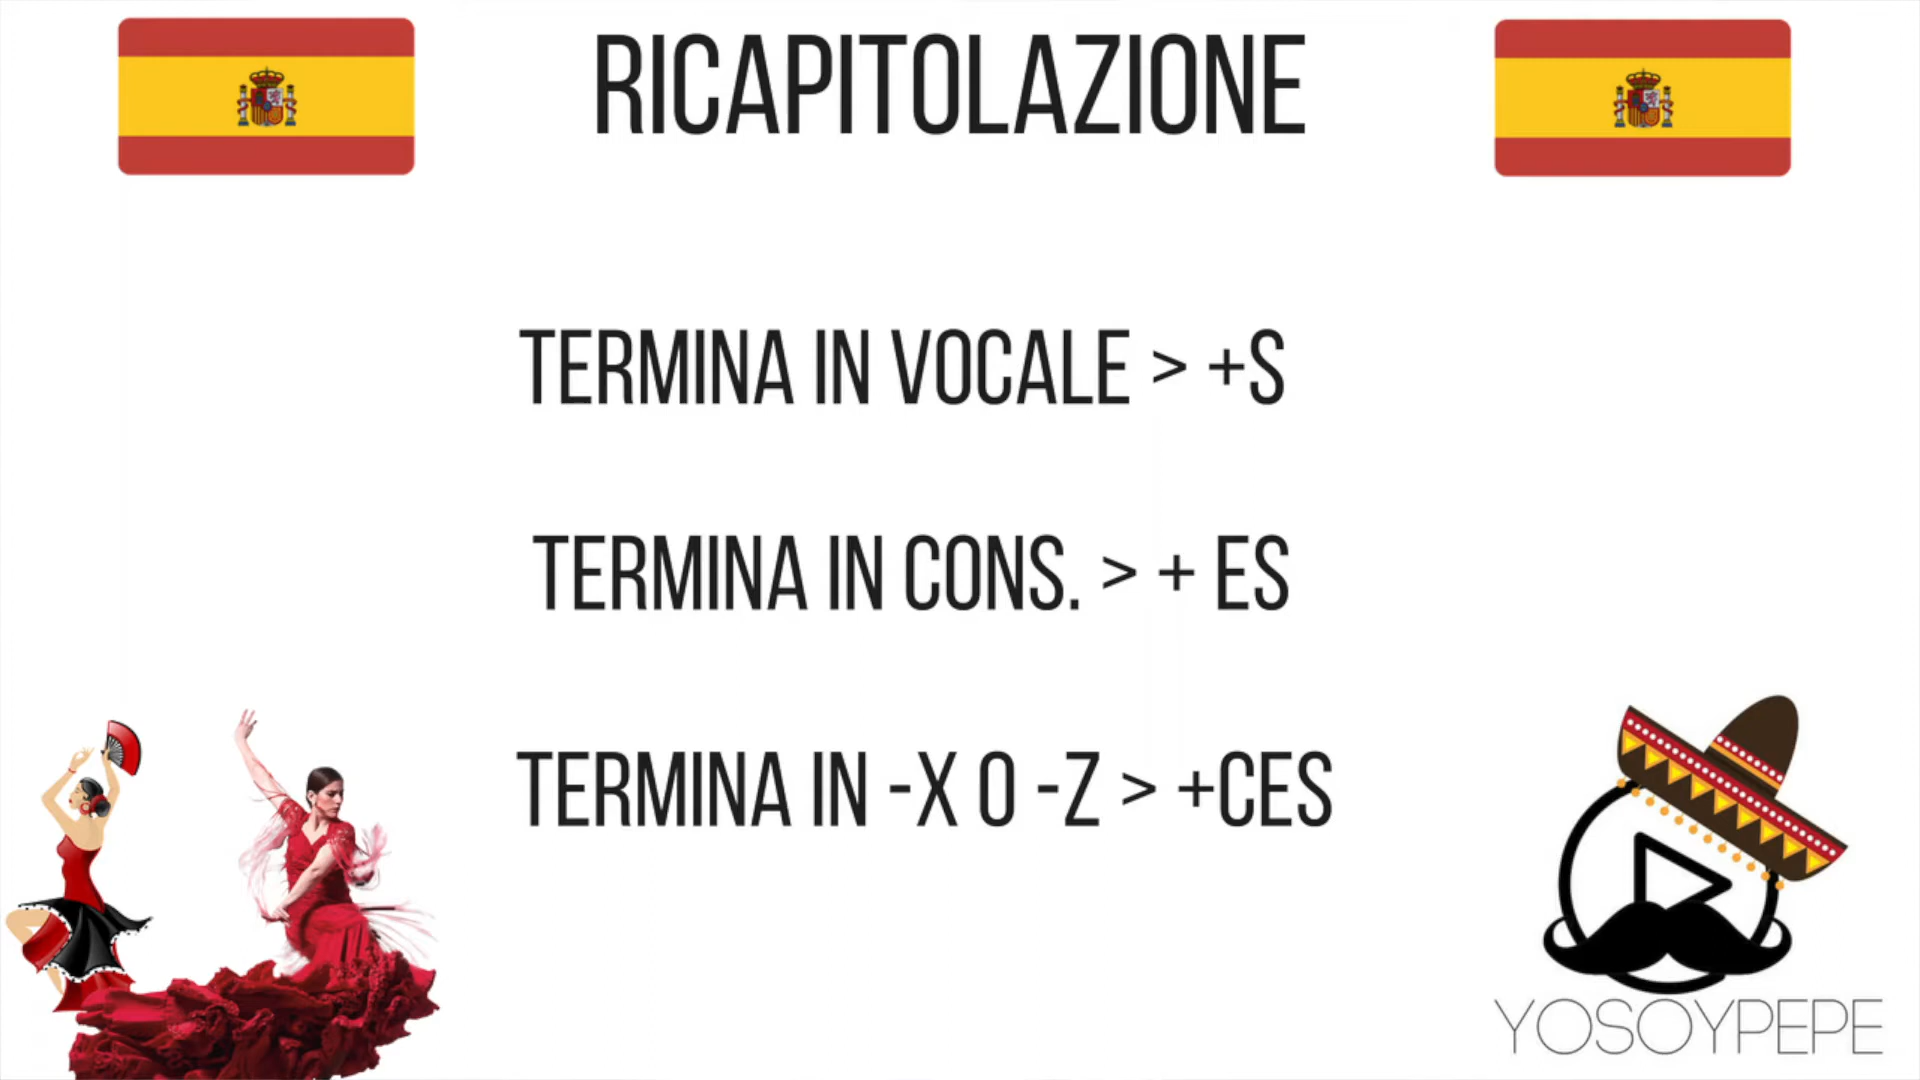 RICAPITOLAZIONE
TERMINA IN VOCALE > +S
TERMINA IN CONS. > + ES
TERMINA IN -X O -Z > +CES
YOSOYPEPE